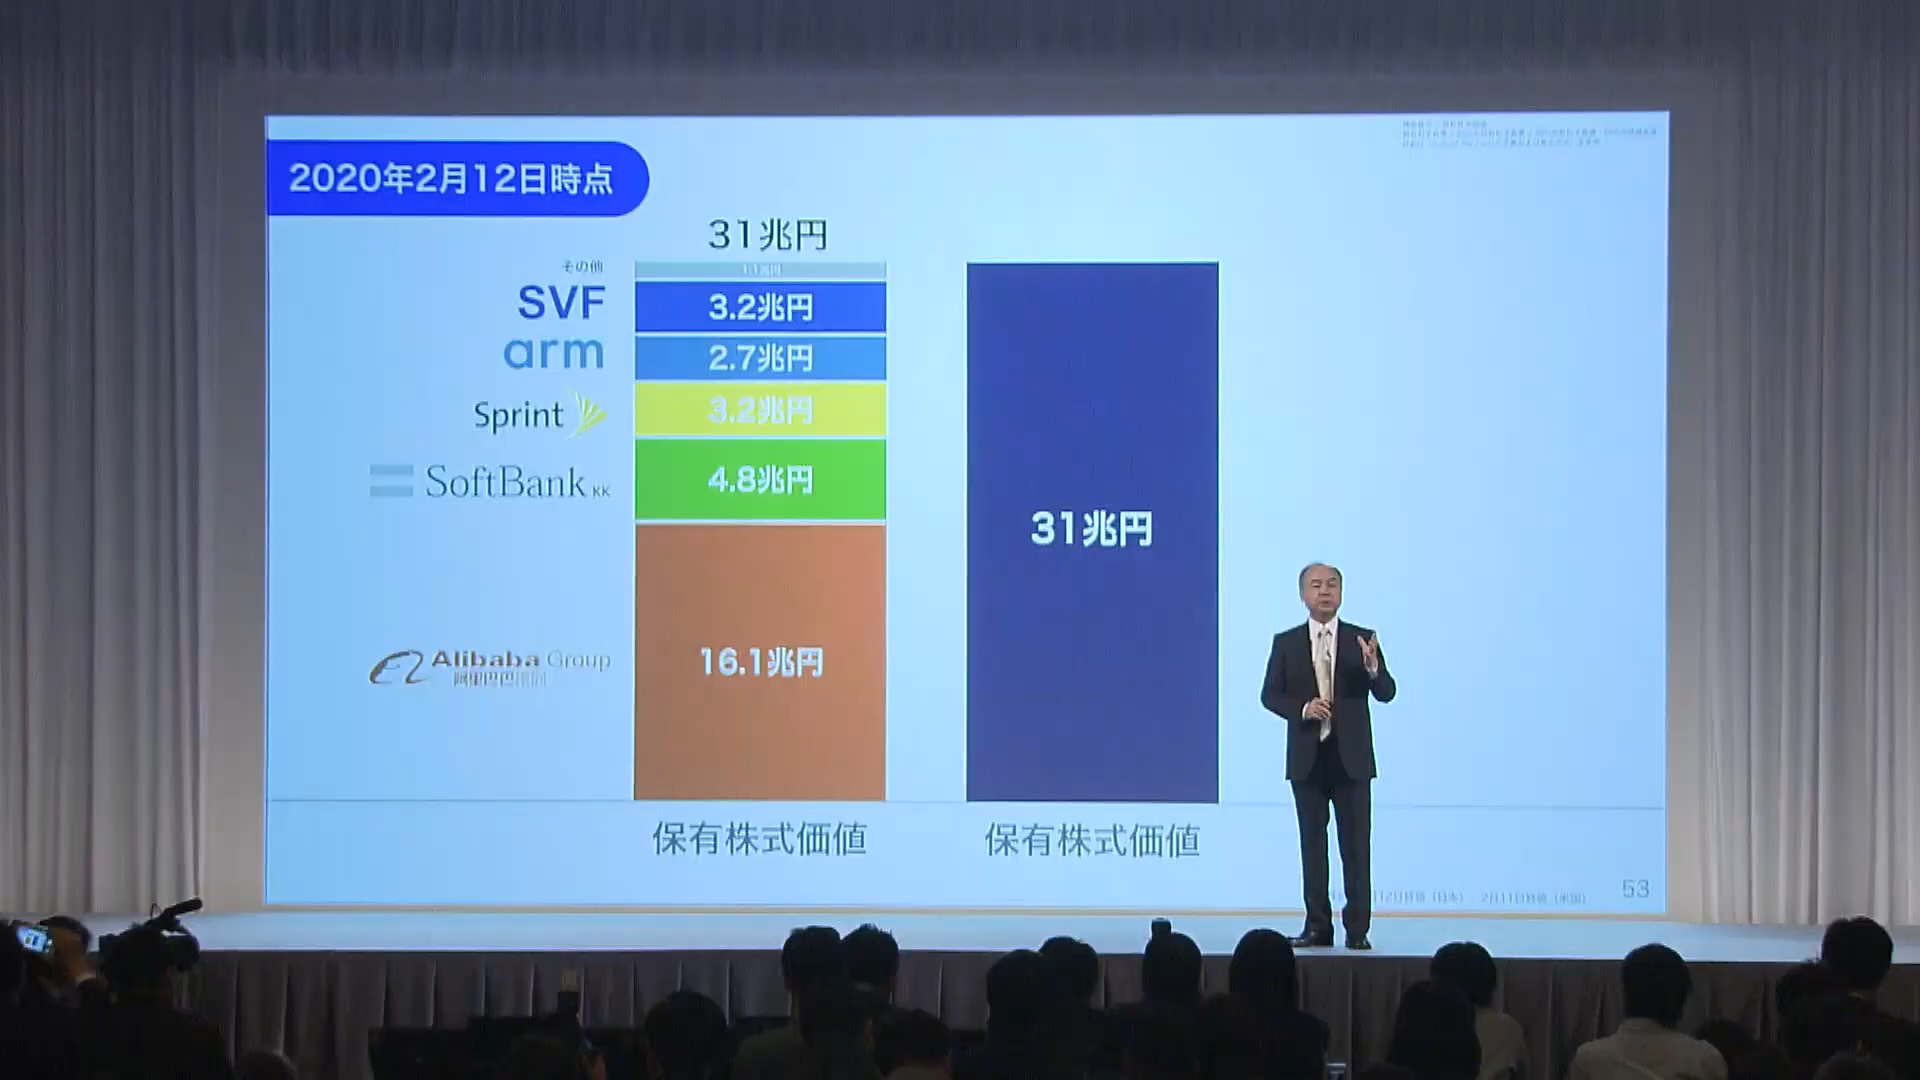 2020年2月12日時点
31兆円
その他
SVF
3.2兆円
arm
2.7兆円
Sprint
3.2兆円
SoftBank KK
4.8兆円
Alibaba Group
16.1兆円
31兆円
保有株式価値
保有株式価値
53